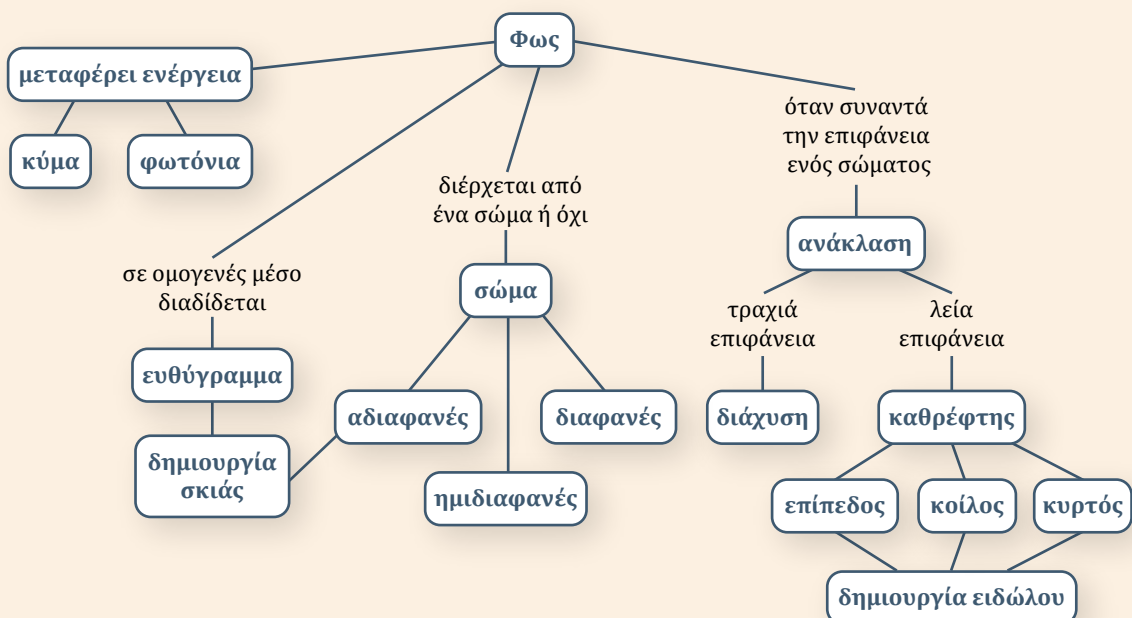 Φως
μεταφέρει ενέργεια
κύμα
φωτόνια
σε ομογενές μέσο
διαδίδεται
ευθύγραμμα
δημιουργία
σκιάς
διέρχεται από
ένα σώμα ή όχι
σώμα
αδιαφανές
ημιδιαφανές
διαφανές
όταν συναντά
την επιφάνεια
ενός σώματος
ανάκλαση
τραχιά
επιφάνεια
διάχυση
λεία
επιφάνεια
καθρέφτης
επίπεδος
κοίλος
κυρτός
δημιουργία ειδώλου